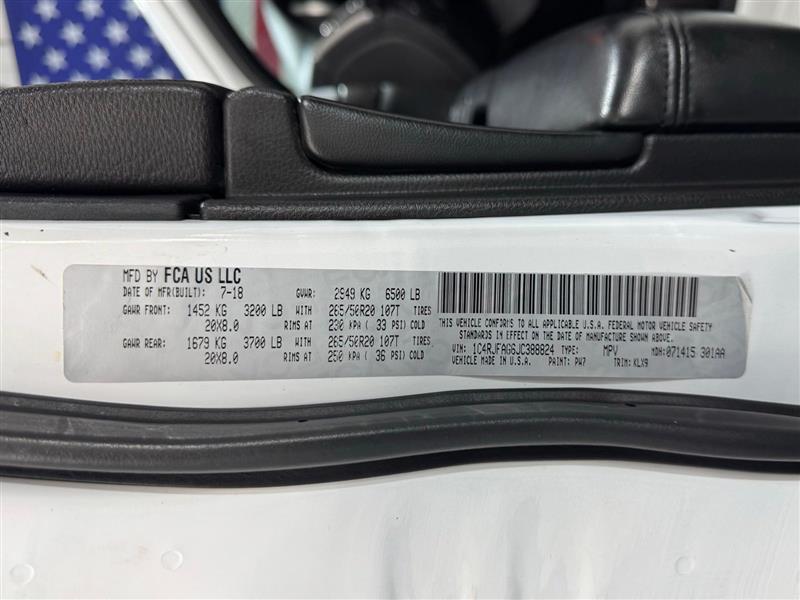 MFD BY FCA US LLC
DATE OF MFR(BUILT): 7-18 GVWR: 2949 KG 6500 LB
GAWR FRONT: 1452 KG 3200 LB WITH 265/50R20 107T TIRES
20X8.0 RIMS AT 230 KPA ( 33 PSI) COLD
GAWR REAR: 1679 KG 3700 LB WITH 265/50R20 107T TIRES
20X8.0 RIMS AT 250 KPA ( 36 PSI) COLD
THIS VEHICLE CONFORMS TO ALL APPLICABLE U.S.A. FEDERAL MOTOR VEHICLE SAFETY
STANDARDS IN EFFECT ON THE DATE OF MANUFACTURE SHOWN ABOVE.
VIN: 1C4RJFAG6JC388824 TYPE: MPV MDH: 071415 301AA
VEHICLE MADE IN U.S.A. PAINT: PW7 TRIM: KLX9